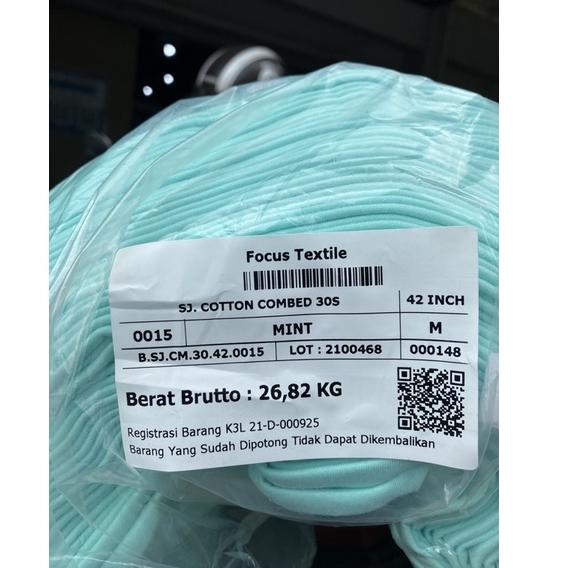 Focus Textile
SJ. COTTON COMBED 30S 42 INCH
0015 MINT M
B.SJ.CM.30.42.0015 LOT : 2100468 000148
Berat Brutto : 26,82 KG
Registrasi Barang K3L 21-D-000925
Barang Yang Sudah Dipotong Tidak Dapat Dikembalikan